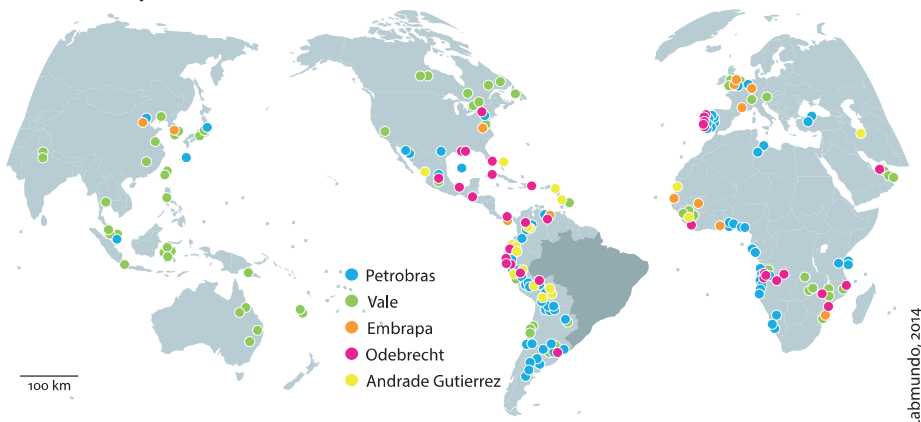 Petrobras
Vale
Embrapa
Odebrecht
Andrade Gutierrez
100 km
.abmundo, 2014